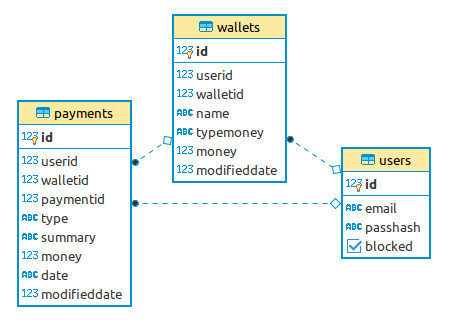 wallets
123 id
123 userid
123 walletid
ABC name
ABC typemoney
123 money
123 modifieddate
payments
123 id
123 userid
123 walletid
123 paymentid
ABC type
ABC summary
123 money
ABC date
123 modifieddate
users
123 id
ABC email
ABC passhash
blocked